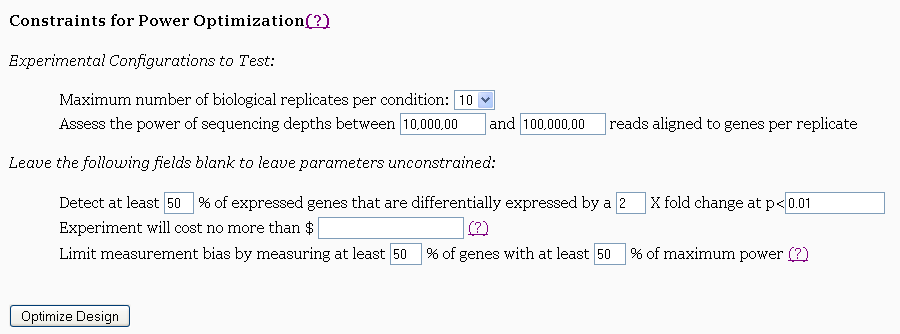 Constraints for Power Optimization(?)
Experimental Configurations to Test:
Maximum number of biological replicates per condition: 10
Assess the power of sequencing depths between 10,000,00 and 100,000,00 reads aligned to genes per replicate
Leave the following fields blank to leave parameters unconstrained:
Detect at least 50 % of expressed genes that are differentially expressed by a 2 X fold change at p< 0.01
Experiment will cost no more than $ (?)
Limit measurement bias by measuring at least 50 % of genes with at least 50 % of maximum power (?)
Optimize Design